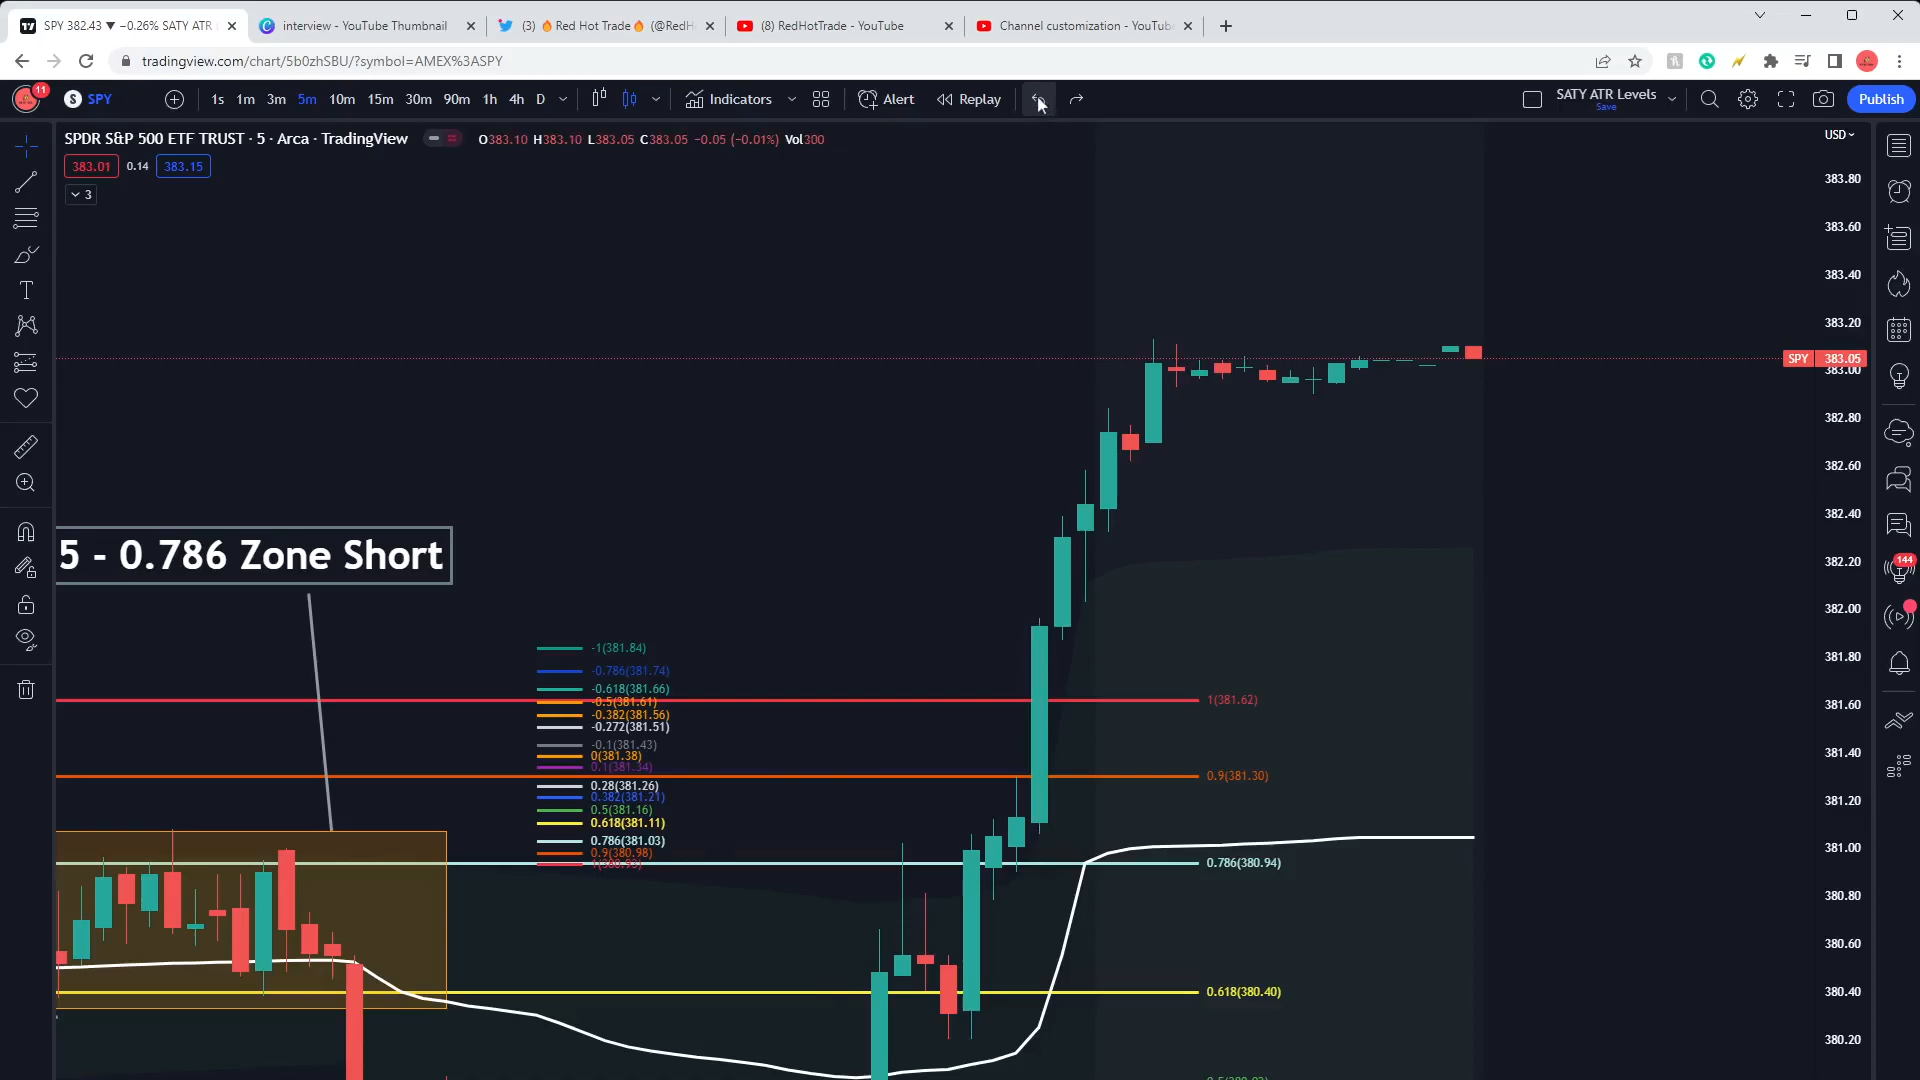 SPY 382.43 ▼ −0.26% SATY ATR
interview - YouTube Thumbnail
(3) 🔥 Red Hot Trade🔥 (@RedH
(8) RedHotTrade - YouTube
Channel customization - YouTub
tradingview.com/chart/5b0zhSBU/?symbol=AMEX%3ASPY
11
S
SPY
1s 1m 3m 5m 10m 15m 30m 90m 1h 4h D
Indicators
Alert
Replay
SATY ATR Levels
Save
Publish
SPDR S&P 500 ETF TRUST · 5 · Arca · TradingView
O383.10 H383.10 L383.05 C383.05 −0.05 (−0.01%) Vol300
USD
383.01 0.14 383.15
3
383.80
383.60
383.40
383.20
SPY 383.05
383.00
382.80
382.60
382.40
382.20
382.00
381.80
381.60
381.40
381.20
381.00
380.80
380.60
380.40
380.20
144
5 - 0.786 Zone Short
-1(381.84)
-0.786(381.74)
-0.618(381.66)
-0.5(381.61)
-0.382(381.56)
-0.272(381.51)
-0.1(381.43)
0(381.38)
0.1(381.34)
0.28(381.26)
0.382(381.21)
0.5(381.16)
0.618(381.11)
0.786(381.03)
0.9(380.98)
1(381.62)
0.9(381.30)
0.786(380.94)
0.618(380.40)